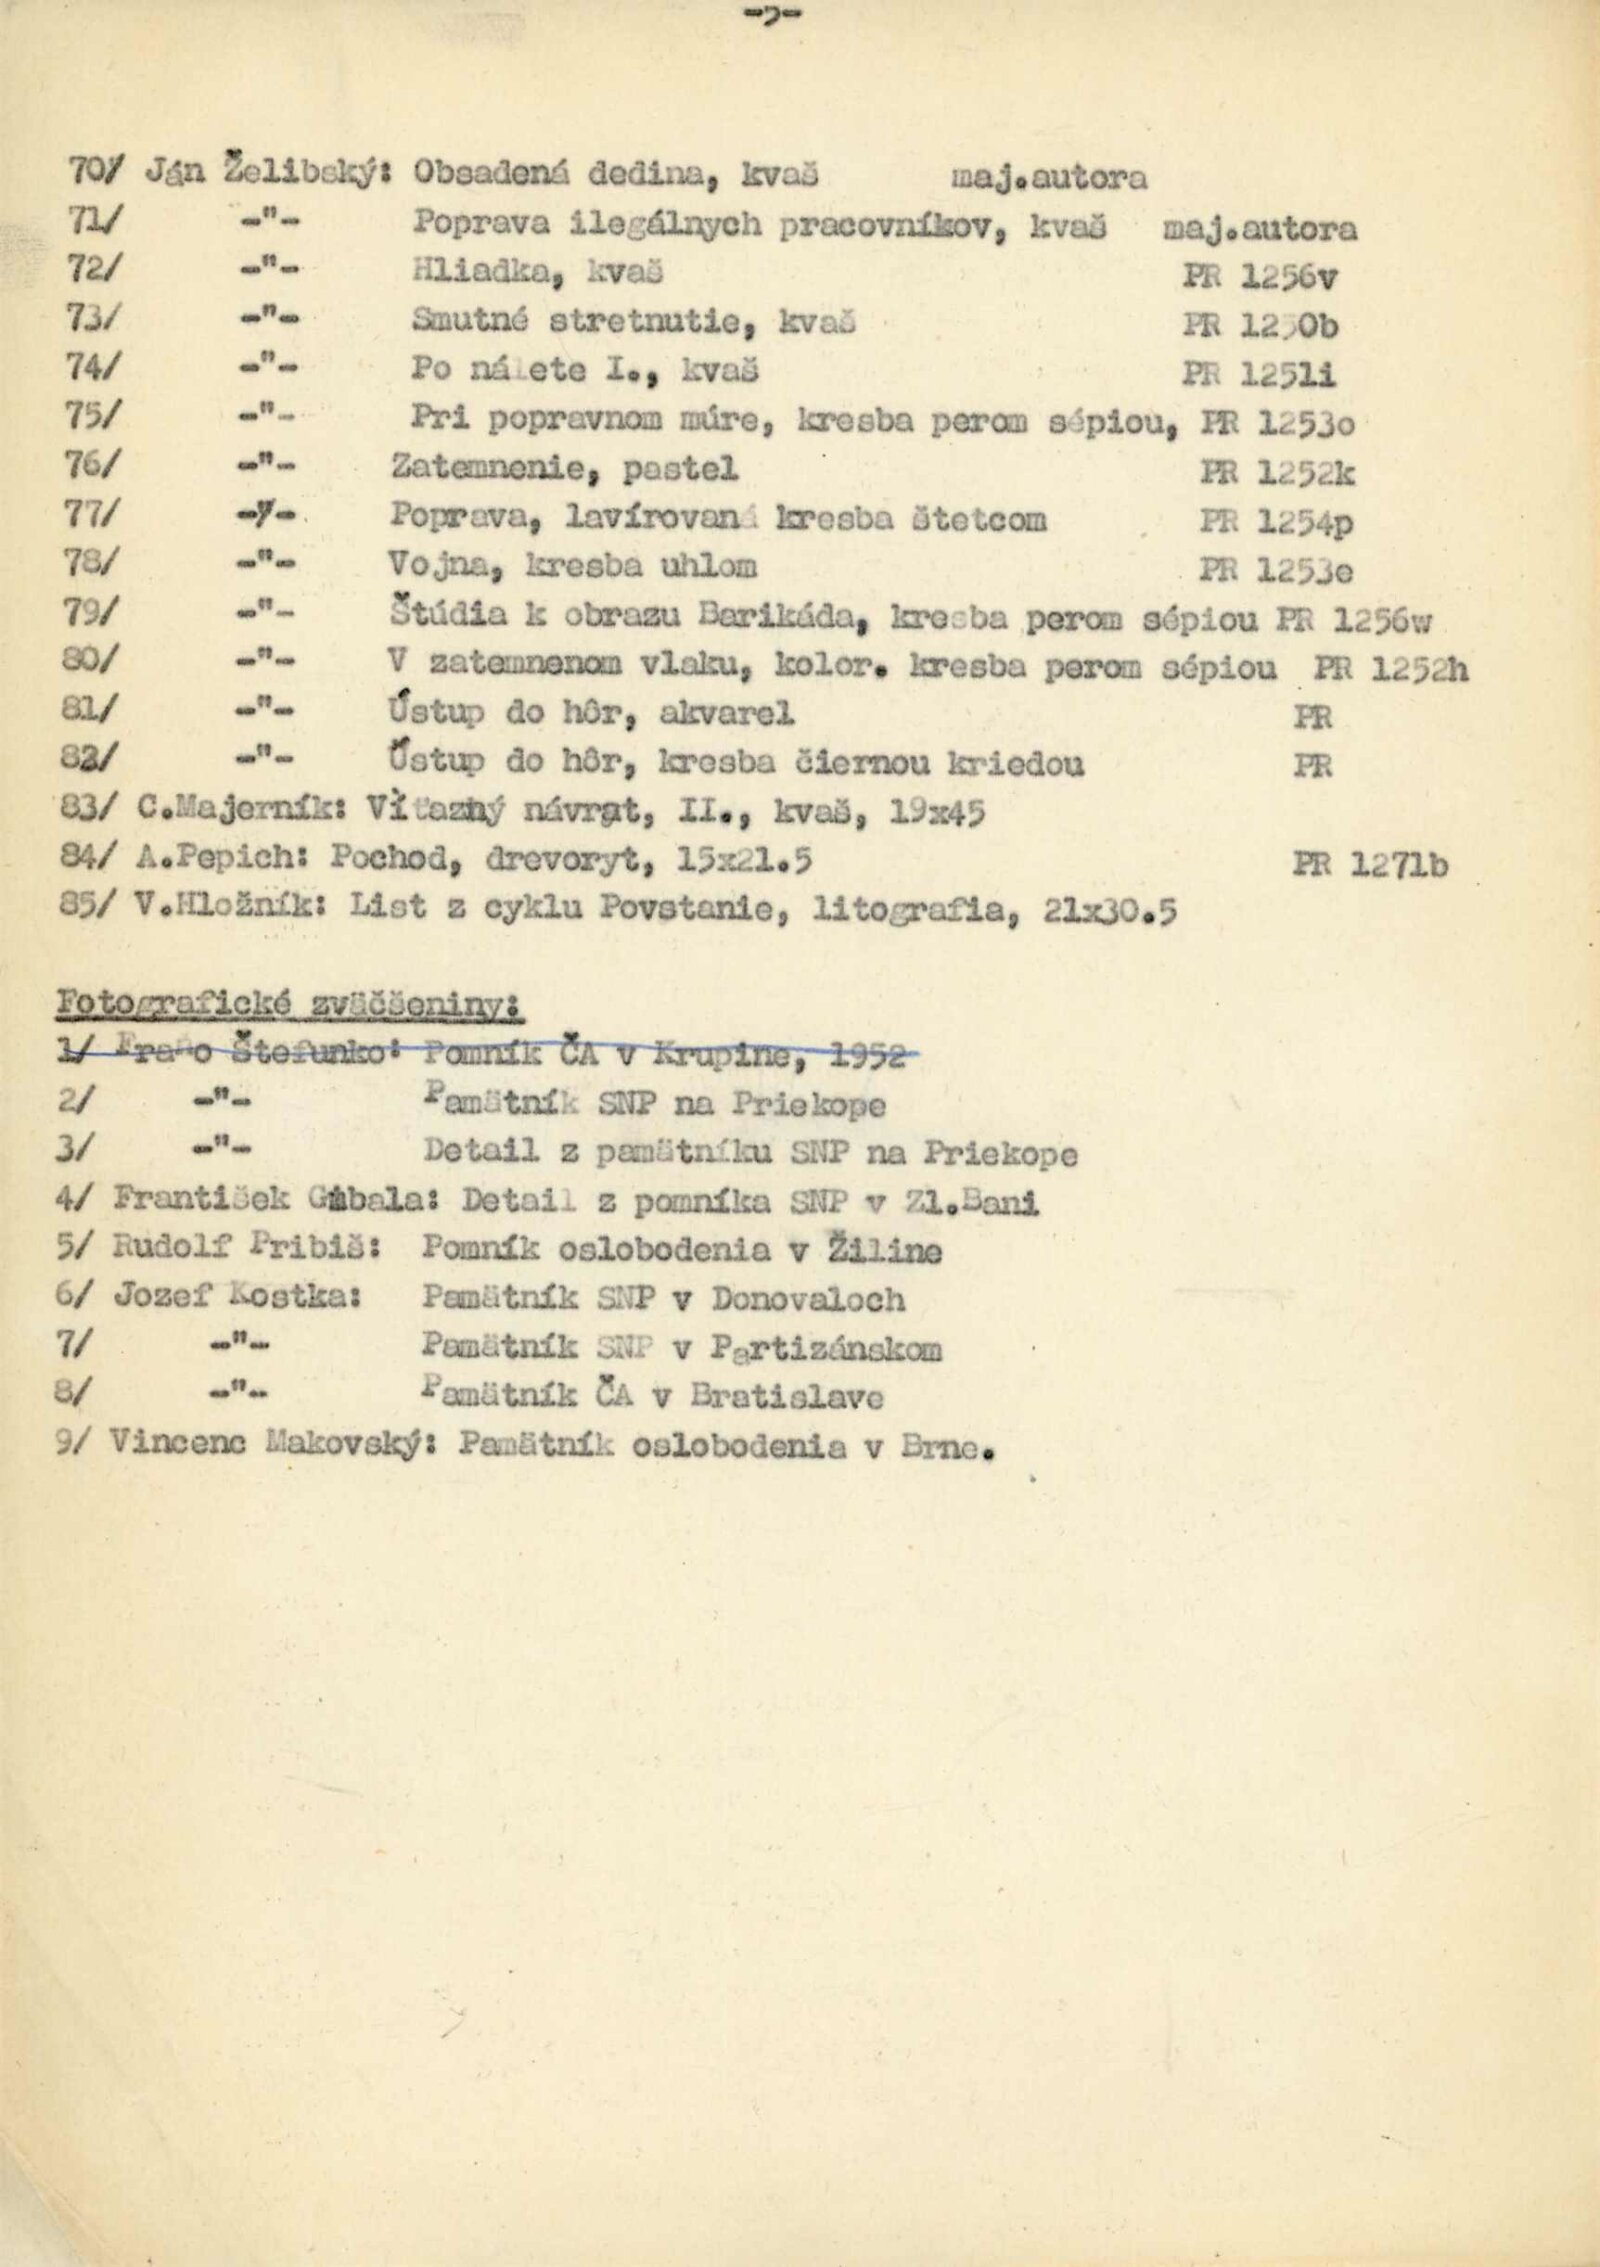 70/ Ján Želibský: Obsadená dedina, kvaš maj.autora
71/ -"- Poprava ilegálnych pracovníkov, kvaš maj.autora
72/ -"- Hliadka, kvaš PR 1256v
73/ -"- Smutné stretnutie, kvaš PR 1250b
74/ -"- Po nálete I., kvaš PR 1251i
75/ -"- Pri popravnom múre, kresba perom sépiou, PR 1253o
76/ -"- Zatemnenie, pastel PR 1252k
77/ -"- Poprava, lavírovaná kresba štetcom PR 1254p
78/ -"- Vojna, kresba uhlom PR 1253e
79/ -"- Štúdia k obrazu Barikáda, kresba perom sépiou PR 1256w
80/ -"- V zatemnenom vlaku, kolor. kresba perom sépiou PR 1252h
81/ -"- Ústup do hôr, akvarel PR
82/ -"- Ústup do hôr, kresba čiernou kriedou PR
83/ C.Majerník: Víťazný návrat, II., kvaš, 19x45
84/ A.Pepich: Pochod, drevoryt, 15x21.5 PR 1271b
85/ V.Hložník: List z cyklu Povstanie, litografia, 21x30.5
Fotografické zväčšeniny:
1/ Fraňo Štefunko: Pomník ČA v Krupine, 1952
2/ -"- Pamätník SNP na Priekope
3/ -"- Detail z pamätníku SNP na Priekope
4/ František Gibala: Detail z pomníka SNP v Zl.Bani
5/ Rudolf Pribiš: Pomník oslobodenia v Žiline
6/ Jozef Kostka: Pamätník SNP v Donovaloch
7/ -"- Pamätník SNP v Partizánskom
8/ -"- Pamätník ČA v Bratislave
9/ Vincenc Makovský: Pamätník oslobodenia v Brne.